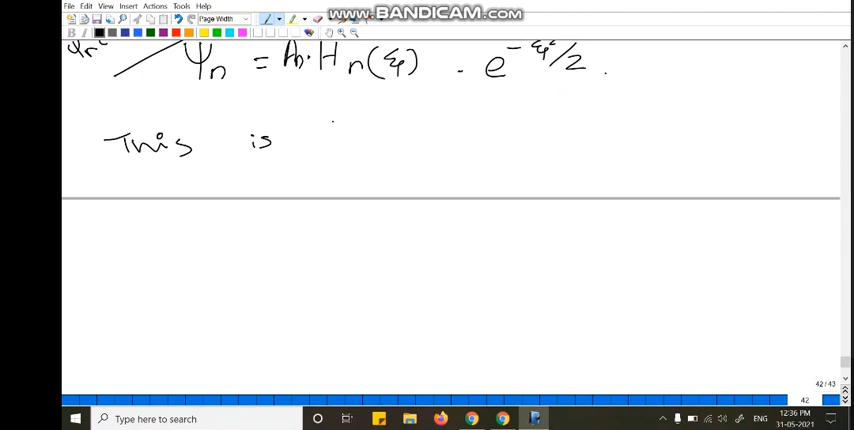 File Edit View Insert Actions Tools Help
www.BANDICAM.com
Page Width
B I
Ψn = An. Hn(ξ) . e^-ξ²/2 .
This is
42/43
42
Type here to search
ENG
12:36 PM
31-05-2021